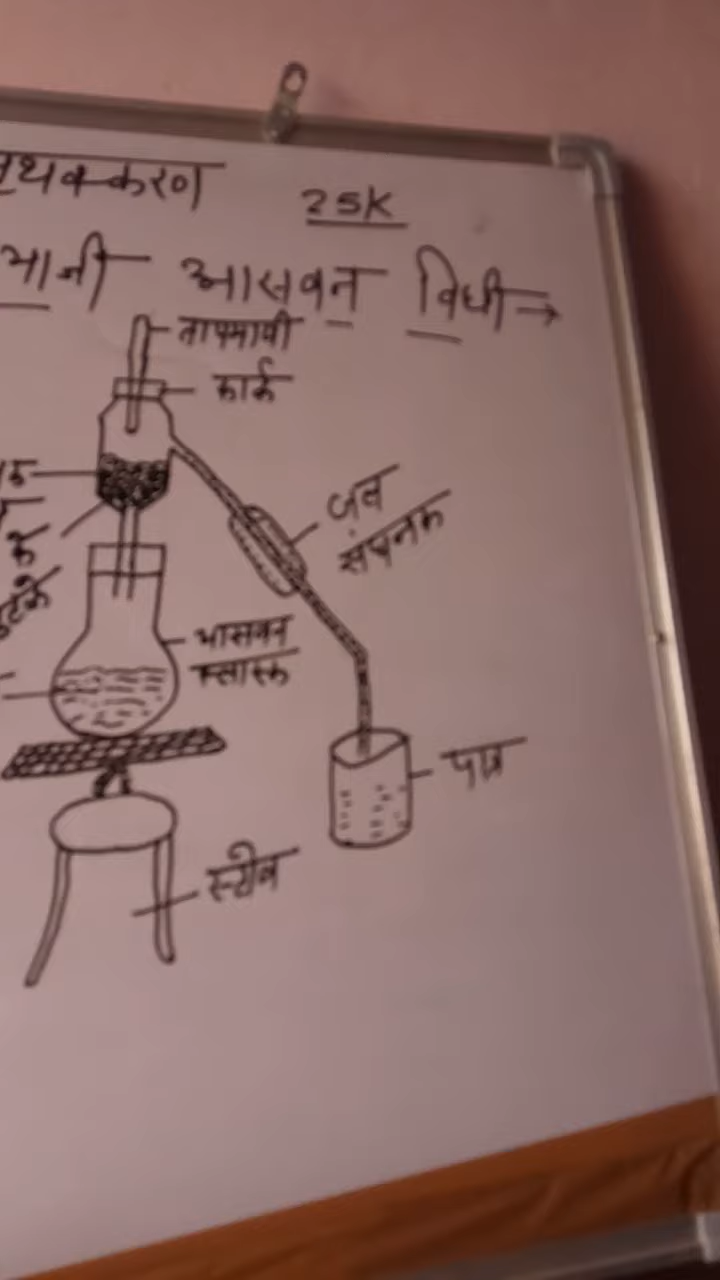 पृथक्करण 25K
आसवन विधी→
तापमापी
कार्क
जल
संघनक
आसवन
फ्लास्क
पात्र
स्टोव